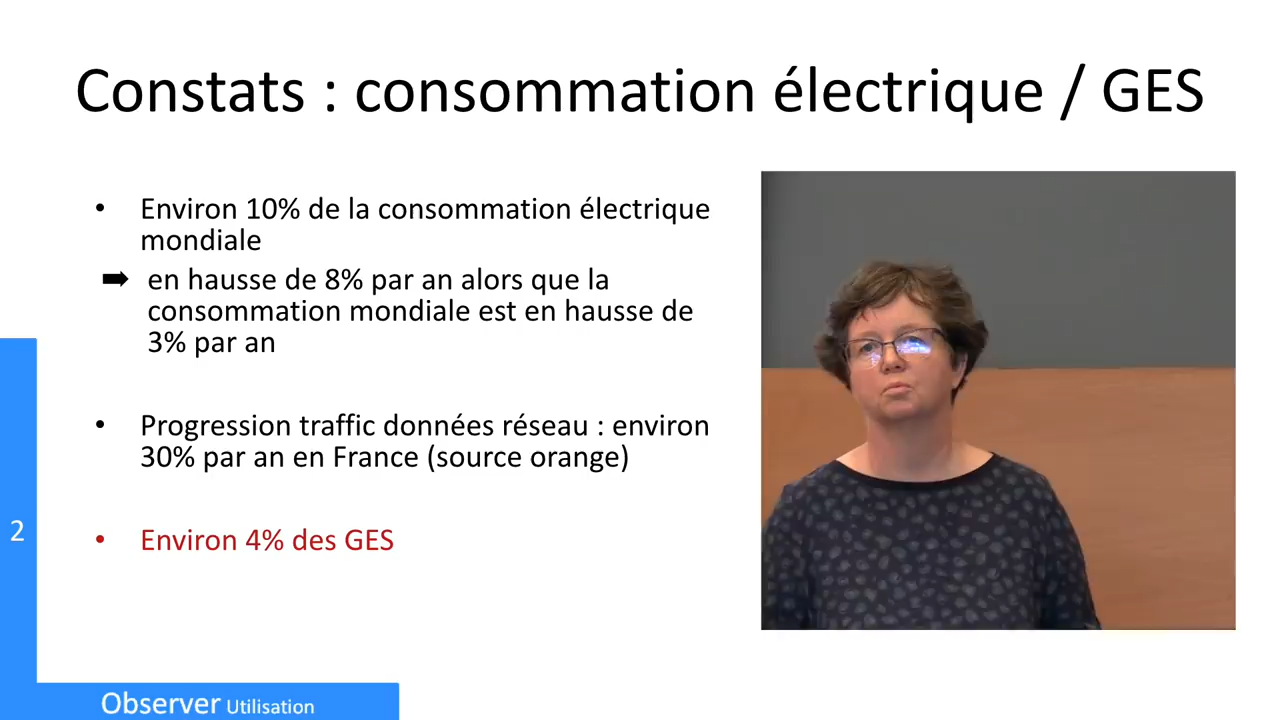 Constats : consommation électrique / GES
• Environ 10% de la consommation électrique
mondiale
➡ en hausse de 8% par an alors que la
consommation mondiale est en hausse de
3% par an
• Progression traffic données réseau : environ
30% par an en France (source orange)
• Environ 4% des GES
2
Observer Utilisation